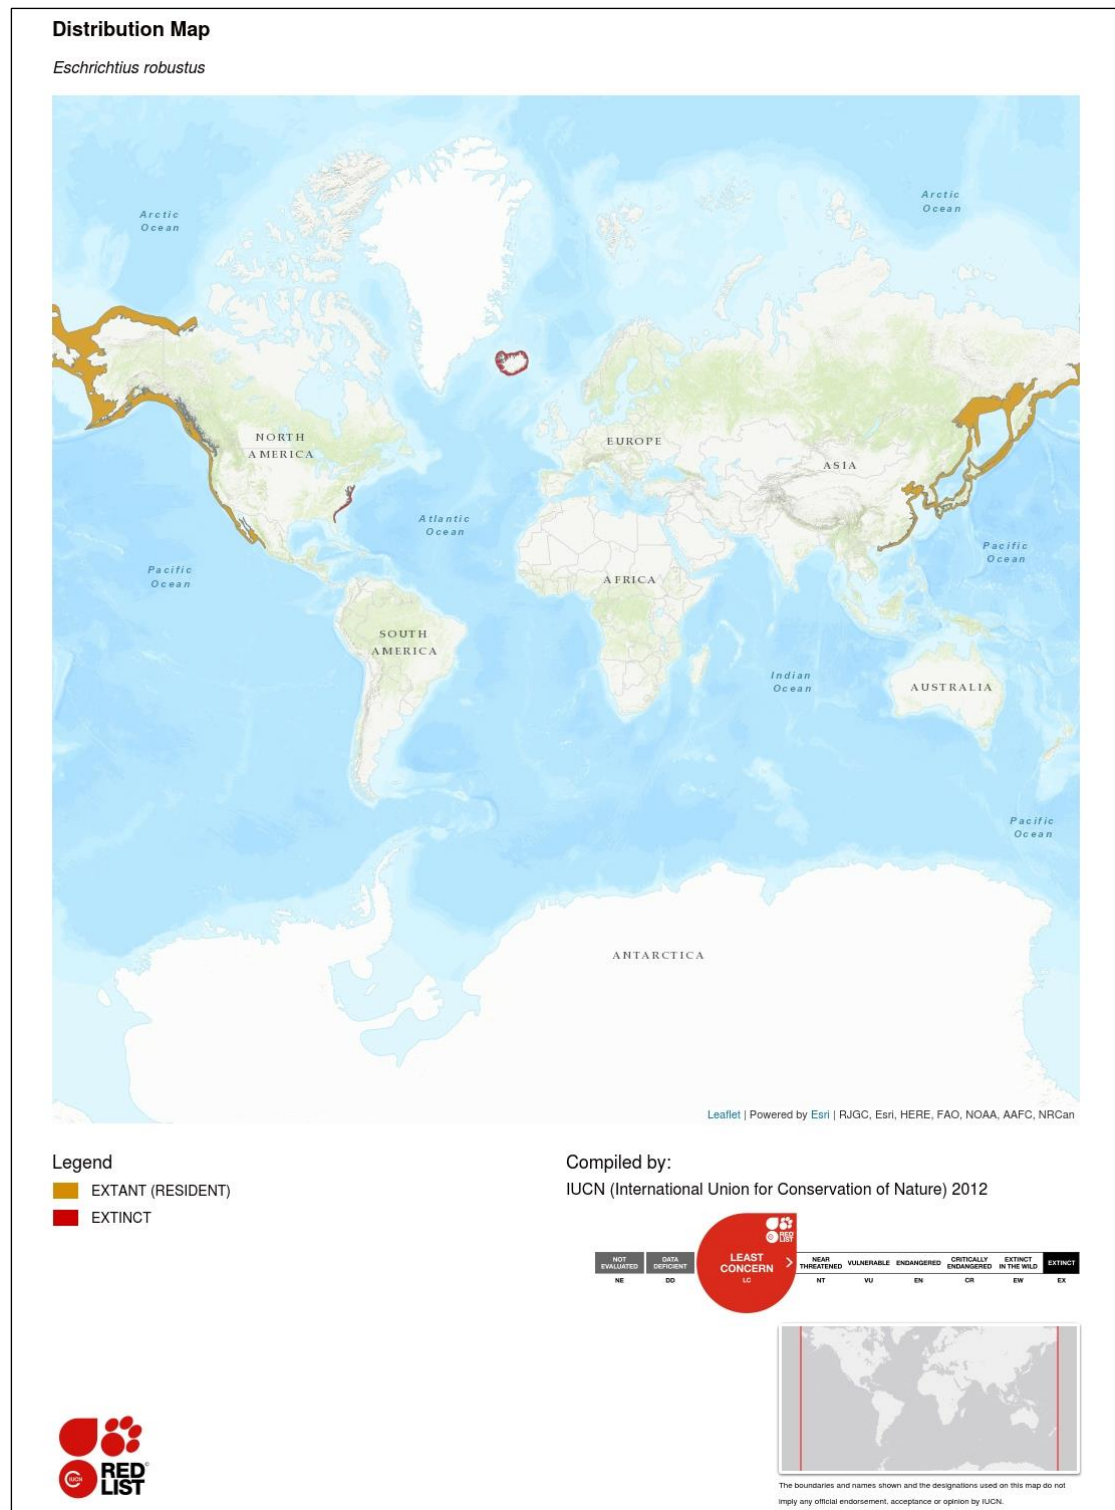 Distribution Map
Eschrichtius robustus
Arctic
Ocean
Arctic
Ocean
NORTH
AMERICA
EUROPE
ASIA
Atlantic
Ocean
Pacific
Ocean
Pacific
Ocean
AFRICA
SOUTH
AMERICA
Indian
Ocean
AUSTRALIA
Pacific
Ocean
ANTARCTICA
Leaflet | Powered by Esri | RJGC, Esri, HERE, FAO, NOAA, AAFC, NRCan
Legend
EXTANT (RESIDENT)
EXTINCT
Compiled by:
IUCN (International Union for Conservation of Nature) 2012
RED
LIST
NOT
EVALUATED
NE
DATA
DEFICIENT
DD
LEAST
CONCERN
LC
NEAR
THREATENED
NT
VULNERABLE
VU
ENDANGERED
EN
CRITICALLY
ENDANGERED
CR
EXTINCT
IN THE WILD
EW
EXTINCT
EX
IUCN
RED
LIST
The boundaries and names shown and the designations used on this map do not
imply any official endorsement, acceptance or opinion by IUCN.